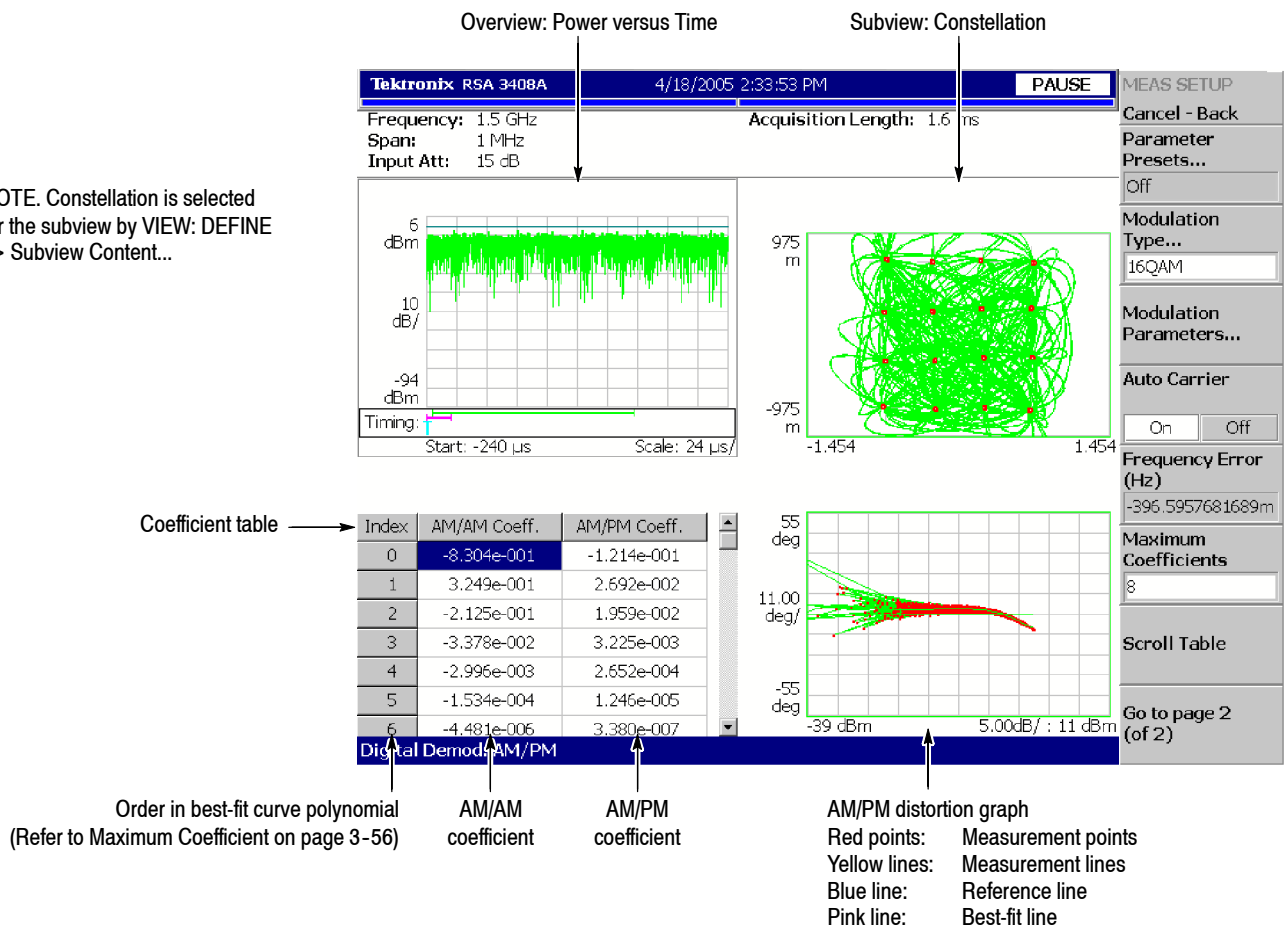 Overview: Power versus Time
Subview: Constellation
Tektronix RSA 3408A
4/18/2005 2:33:53 PM
PAUSE
MEAS SETUP
Cancel - Back
Frequency: 1.5 GHz
Acquisition Length: 1.6 ms
Span: 1 MHz
Input Att: 15 dB
Parameter
Presets...
Off
OTE. Constellation is selected
r the subview by VIEW: DEFINE
> Subview Content...
Modulation
Type...
16QAM
Modulation
Parameters...
Auto Carrier
On Off
Frequency Error
(Hz)
-396.5957681689m
Maximum
Coefficients
8
Scroll Table
Go to page 2
(of 2)
6
dBm
10
dB/
-94
dBm
Timing:
Start: -240 µs
Scale: 24 µs/
975
m
-975
m
-1.454
1.454
Coefficient table
Index AM/AM Coeff. AM/PM Coeff.
0 -8.304e-001 -1.214e-001
1 3.249e-001 2.692e-002
2 -2.125e-001 1.959e-002
3 -3.378e-002 3.225e-003
4 -2.996e-003 2.652e-004
5 -1.534e-004 1.246e-005
6 -4.481e-006 3.380e-007
55
deg
11.00
deg/
-55
deg
-39 dBm
5.00dB/ : 11 dBm
Digital Demod: AM/PM
Order in best-fit curve polynomial
(Refer to Maximum Coefficient on page 3-56)
AM/AM
coefficient
AM/PM
coefficient
AM/PM distortion graph
Red points: Measurement points
Yellow lines: Measurement lines
Blue line: Reference line
Pink line: Best-fit line